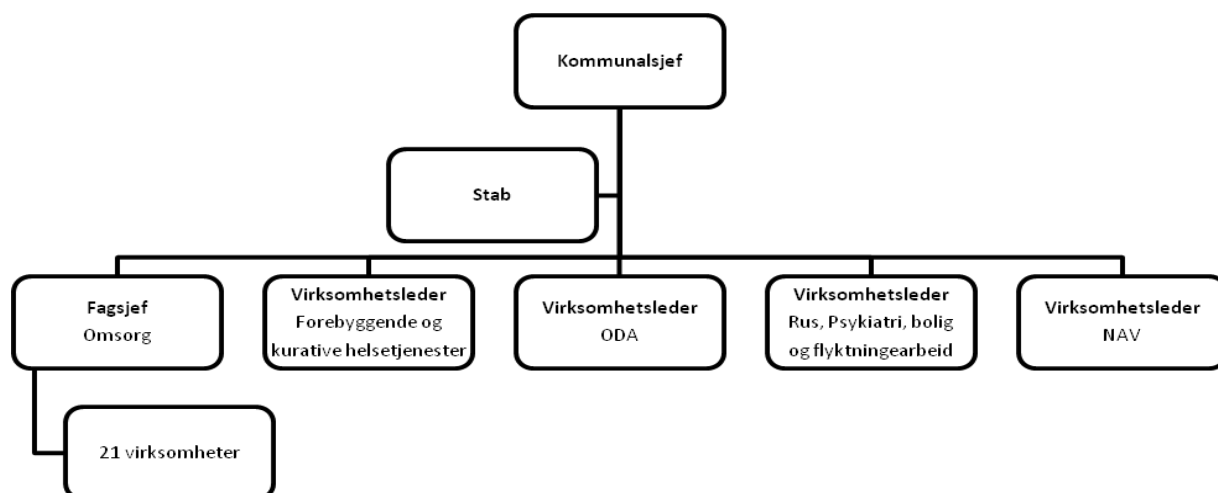 Kommunalsjef
Stab
Fagsjef
Omsorg
Virksomhetsleder
Forebyggende og
kurative helsetjenester
Virksomhetsleder
ODA
Virksomhetsleder
Rus, Psykiatri, bolig
og flyktningearbeid
Virksomhetsleder
NAV
21 virksomheter